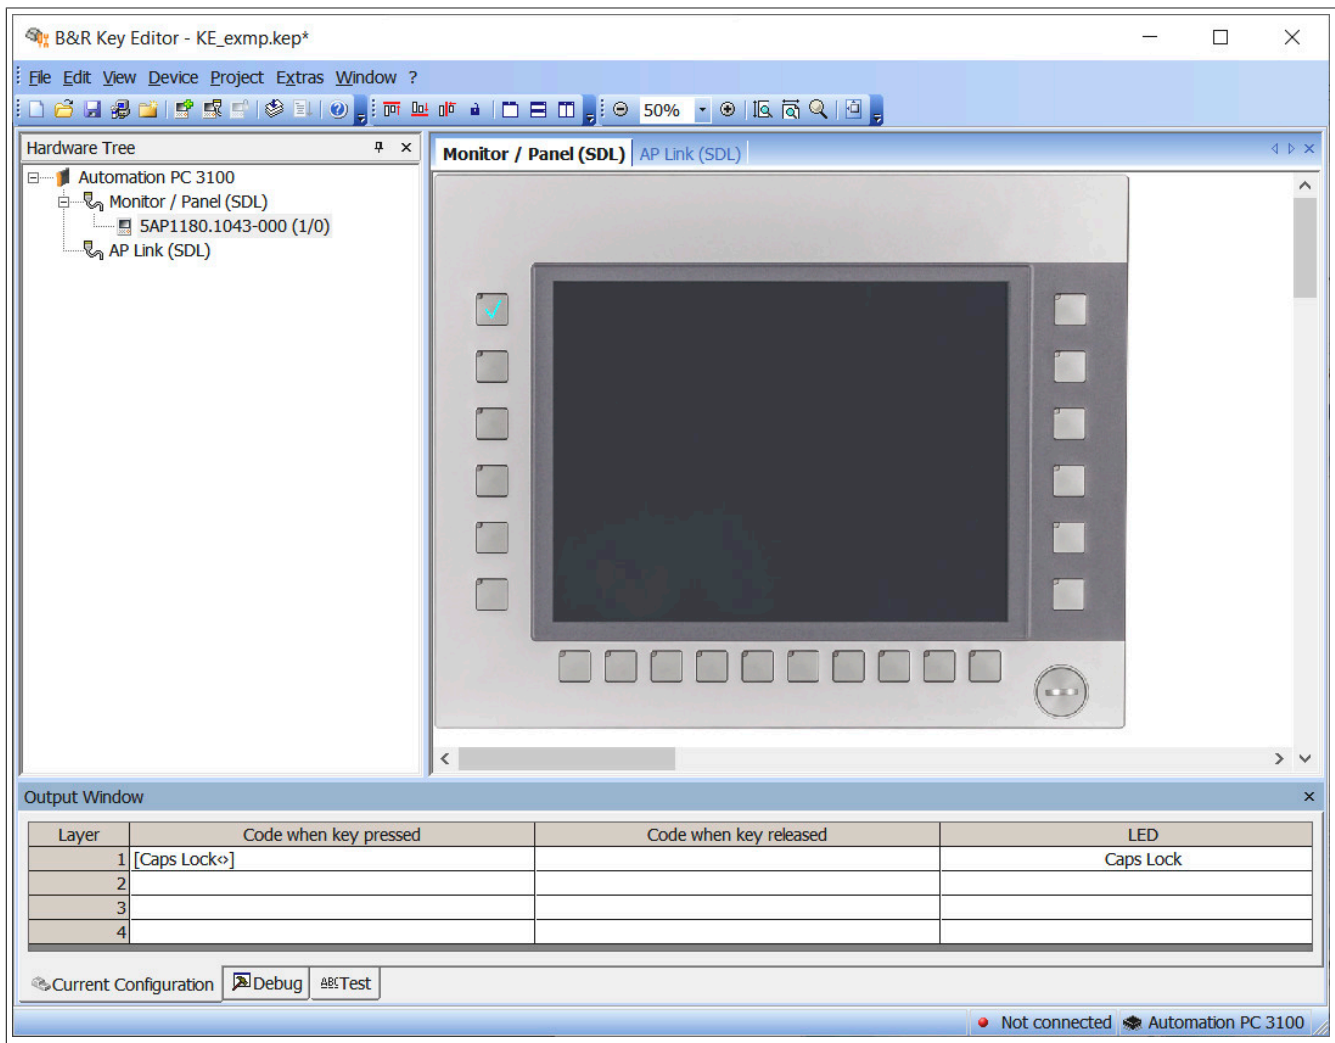 B&R Key Editor - KE_exmp.kep*
File Edit View Device Project Extras Window ?
50%
Hardware Tree
Monitor / Panel (SDL) AP Link (SDL)
Automation PC 3100
Monitor / Panel (SDL)
5AP1180.1043-000 (1/0)
AP Link (SDL)
Output Window
Layer Code when key pressed Code when key released LED
1 [Caps Lock⇔] Caps Lock
2
3
4
Current Configuration Debug ABC Test
Not connected Automation PC 3100